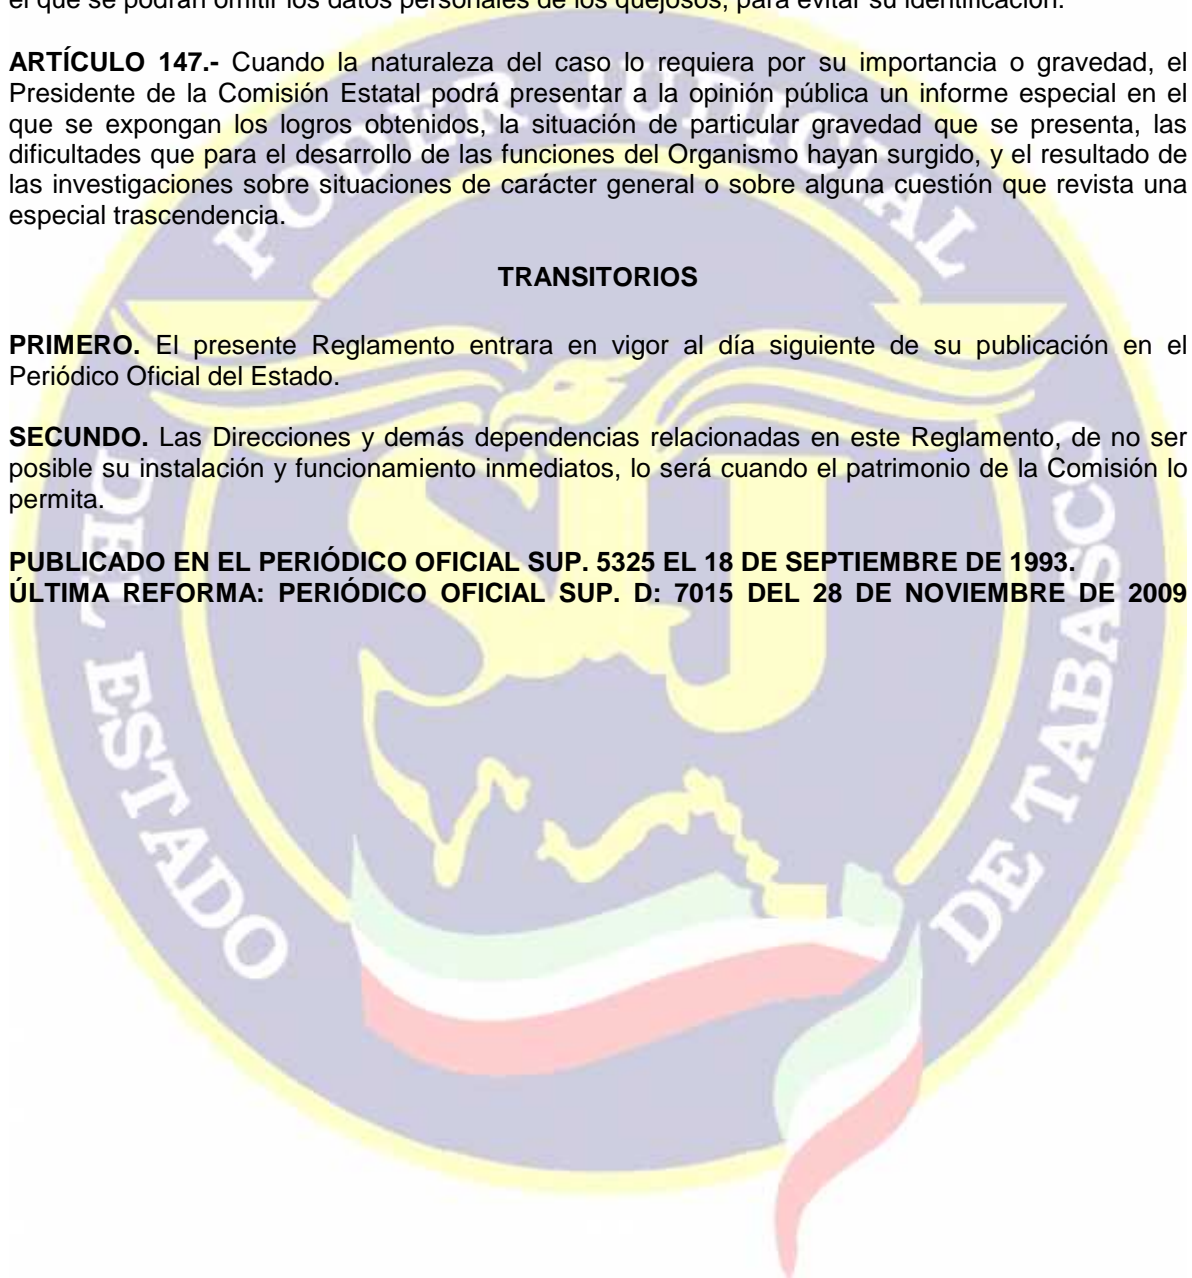 el que se podrán omitir los datos personales de los quejosos, para evitar su identificación.
ARTÍCULO 147.- Cuando la naturaleza del caso lo requiera por su importancia o gravedad, el
Presidente de la Comisión Estatal podrá presentar a la opinión pública un informe especial en el
que se expongan los logros obtenidos, la situación de particular gravedad que se presenta, las
dificultades que para el desarrollo de las funciones del Organismo hayan surgido, y el resultado de
las investigaciones sobre situaciones de carácter general o sobre alguna cuestión que revista una
especial trascendencia.
TRANSITORIOS
PRIMERO. El presente Reglamento entrara en vigor al día siguiente de su publicación en el
Periódico Oficial del Estado.
SECUNDO. Las Direcciones y demás dependencias relacionadas en este Reglamento, de no ser
posible su instalación y funcionamiento inmediatos, lo será cuando el patrimonio de la Comisión lo
permita.
PUBLICADO EN EL PERIÓDICO OFICIAL SUP. 5325 EL 18 DE SEPTIEMBRE DE 1993.
ÚLTIMA REFORMA: PERIÓDICO OFICIAL SUP. D: 7015 DEL 28 DE NOVIEMBRE DE 2009
PODER JUDICIAL
DEL ESTADO
DE TABASCO